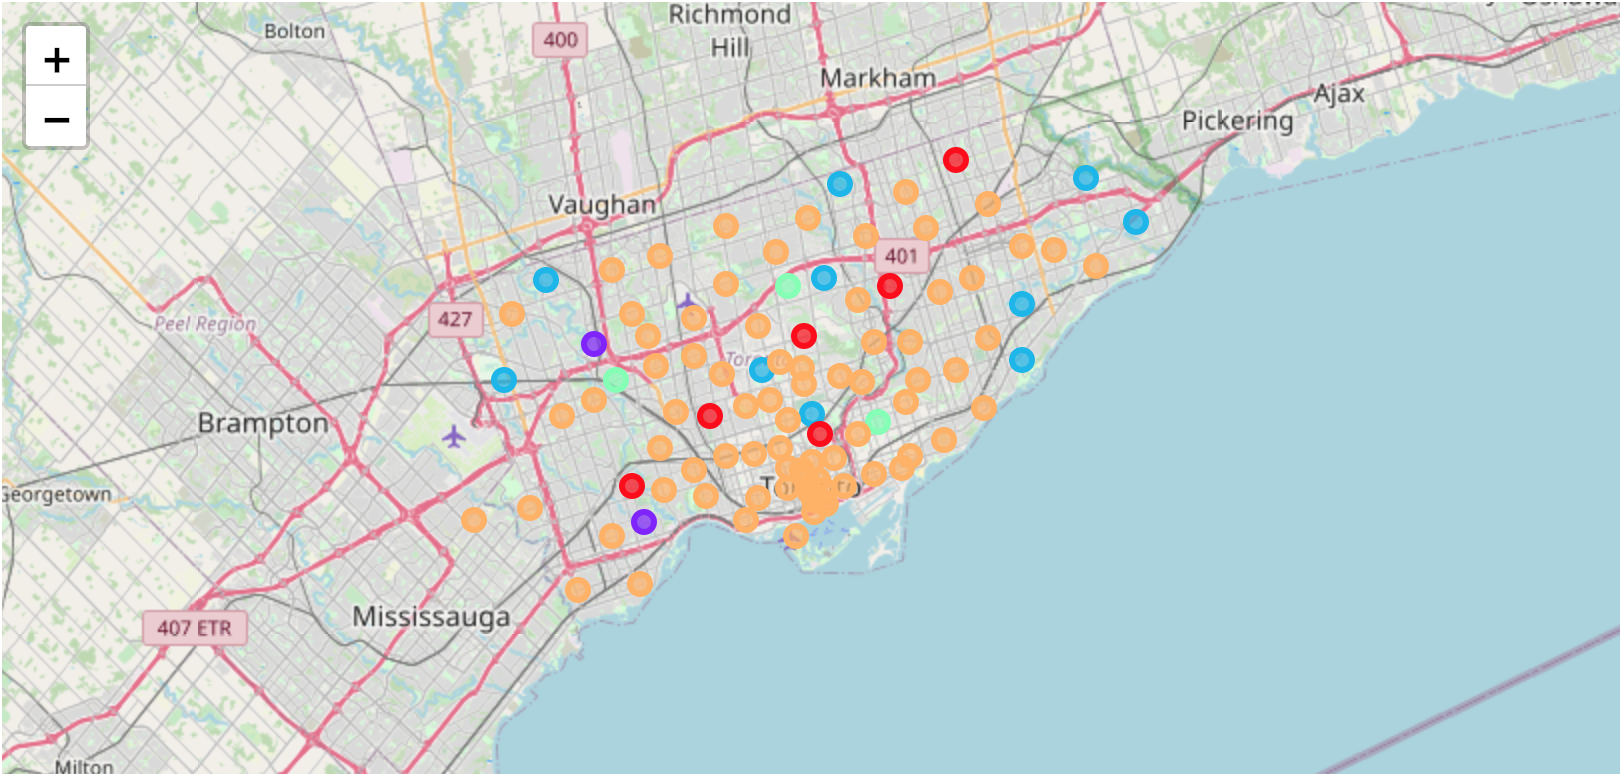 +
−
Bolton
400
Richmond
Hill
Markham
Ajax
Pickering
Vaughan
401
427
Peel Region
Brampton
Georgetown
Toronto
Mississauga
407 ETR
Milton